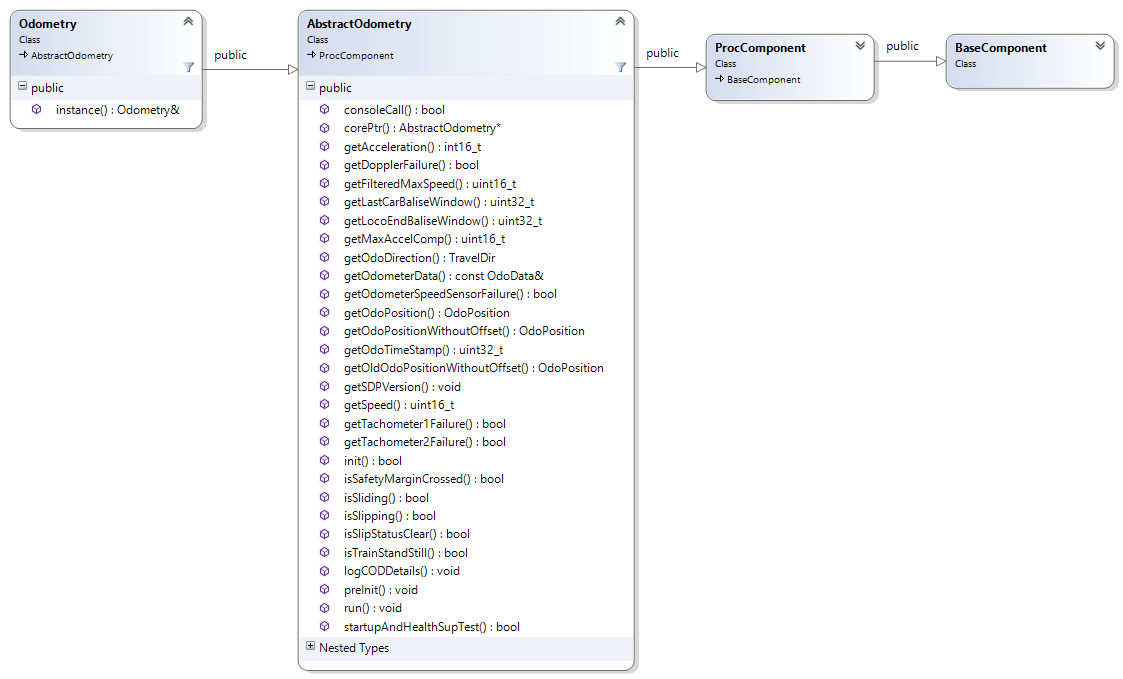 Odometry
Class
AbstractOdometry
public
instance() : Odometry&
public
AbstractOdometry
Class
ProcComponent
public
consoleCall() : bool
corePtr() : AbstractOdometry*
getAcceleration() : int16_t
getDopplerFailure() : bool
getFilteredMaxSpeed() : uint16_t
getLastCarBaliseWindow() : uint32_t
getLocoEndBaliseWindow() : uint32_t
getMaxAccelComp() : uint16_t
getOdoDirection() : TravelDir
getOdometerData() : const OdoData&
getOdometerSpeedSensorFailure() : bool
getOdoPosition() : OdoPosition
getOdoPositionWithoutOffset() : OdoPosition
getOdoTimeStamp() : uint32_t
getOldOdoPositionWithoutOffset() : OdoPosition
getSDPVersion() : void
getSpeed() : uint16_t
getTachometer1Failure() : bool
getTachometer2Failure() : bool
init() : bool
isSafetyMarginCrossed() : bool
isSliding() : bool
isSlipping() : bool
isSlipStatusClear() : bool
isTrainStandStill() : bool
logCODDetails() : void
preInit() : void
run() : void
startupAndHealthSupTest() : bool
Nested Types
public
ProcComponent
Class
BaseComponent
public
BaseComponent
Class